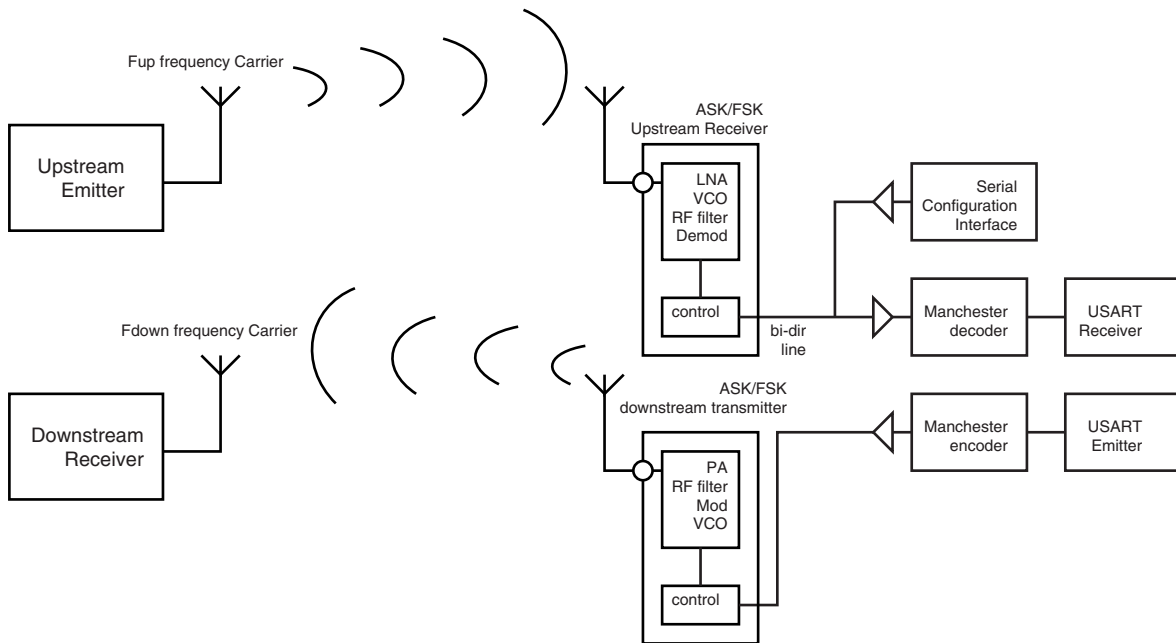 Fup frequency Carrier
Upstream
Emitter
ASK/FSK
Upstream Receiver
LNA
VCO
RF filter
Demod
control
bi-dir
line
Serial
Configuration
Interface
Manchester
decoder
USART
Receiver
Fdown frequency Carrier
Downstream
Receiver
ASK/FSK
downstream transmitter
PA
RF filter
Mod
VCO
control
Manchester
encoder
USART
Emitter